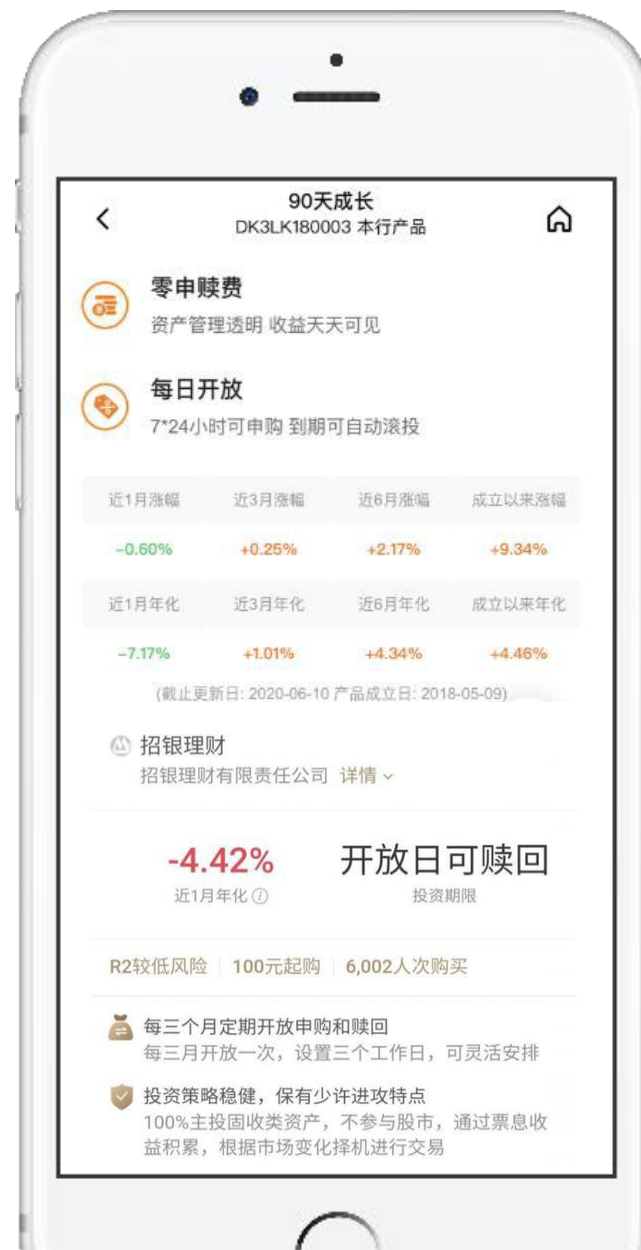 90天成长
DK3LK180003 本行产品
零申赎费
资产管理透明 收益天天可见
每日开放
7*24小时可申购 到期可自动滚投
近1月涨幅 近3月涨幅 近6月涨幅 成立以来涨幅
-0.60% +0.25% +2.17% +9.34%
近1月年化 近3月年化 近6月年化 成立以来年化
-7.17% +1.01% +4.34% +4.46%
(截止更新日: 2020-06-10 产品成立日: 2018-05-09)
招银理财
招银理财有限责任公司 详情
-4.42% 开放日可赎回
近1月年化 投资期限
R2较低风险 100元起购 6,002人次购买
每三个月定期开放申购和赎回
每三月开放一次，设置三个工作日，可灵活安排
投资策略稳健，保有少许进攻特点
100%主投固收类资产，不参与股市，通过票息收
益积累，根据市场变化择机进行交易